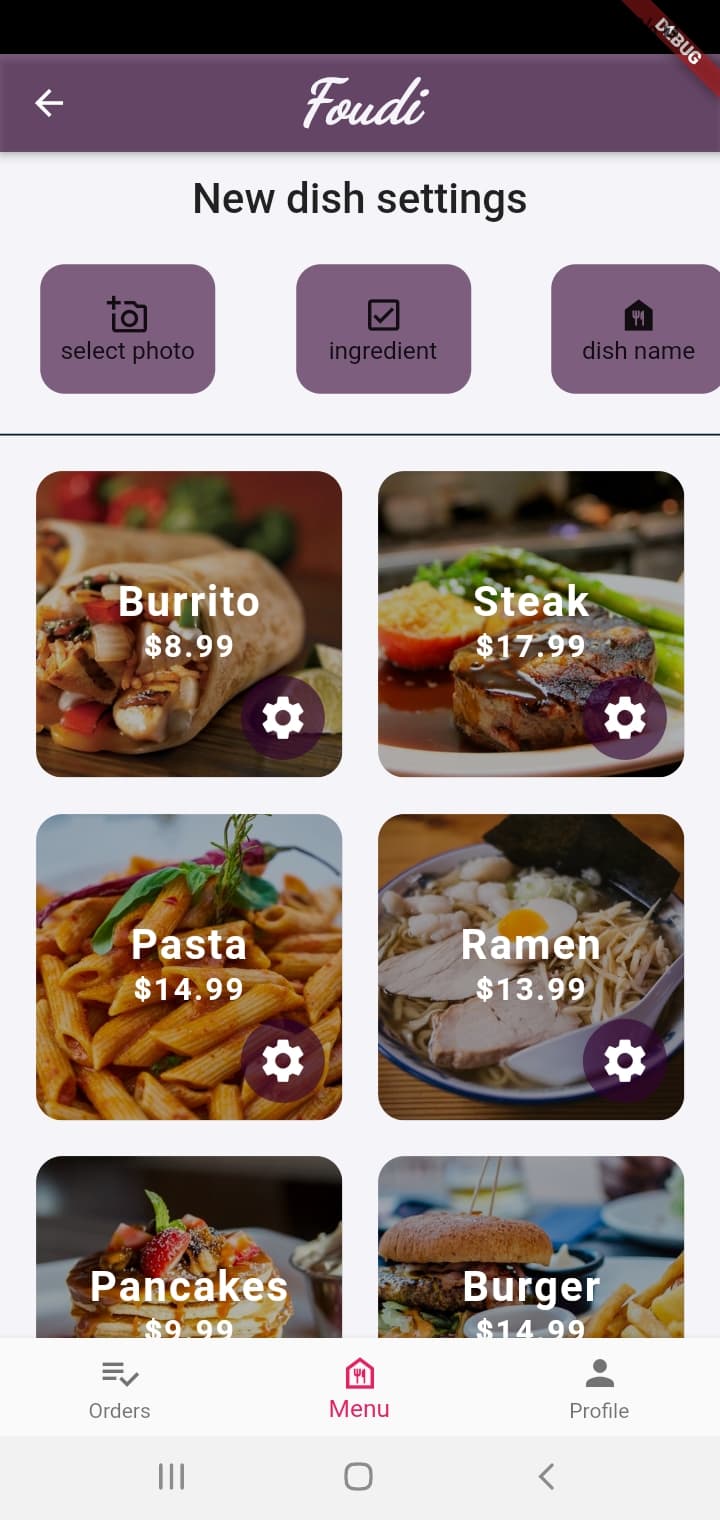 DEBUG
Foudi
New dish settings
select photo
ingredient
dish name
Burrito
$8.99
Steak
$17.99
Pasta
$14.99
Ramen
$13.99
Pancakes
$9.99
Burger
$14.99
Orders
Menu
Profile